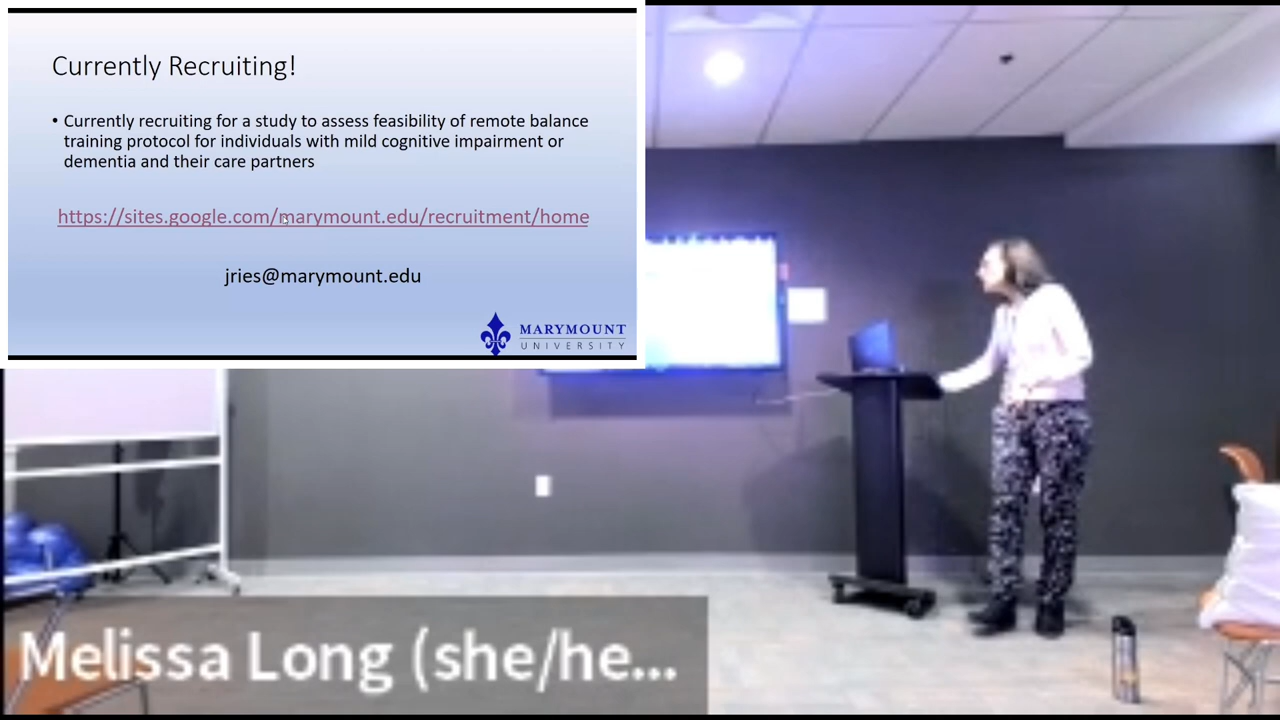 Currently Recruiting!
• Currently recruiting for a study to assess feasibility of remote balance
training protocol for individuals with mild cognitive impairment or
dementia and their care partners
https://sites.google.com/marymount.edu/recruitment/home
jries@marymount.edu
MARYMOUNT
UNIVERSITY
Melissa Long (she/he...